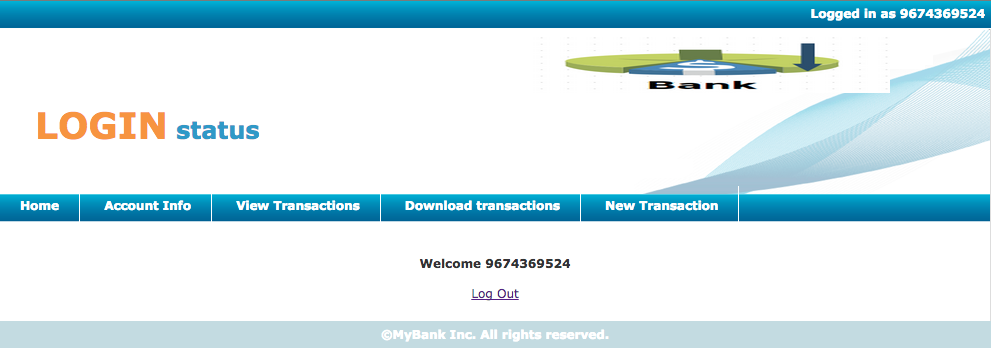 Logged in as 9674369524
Bank
LOGIN status
Home Account Info View Transactions Download transactions New Transaction
Welcome 9674369524
Log Out
©MyBank Inc. All rights reserved.